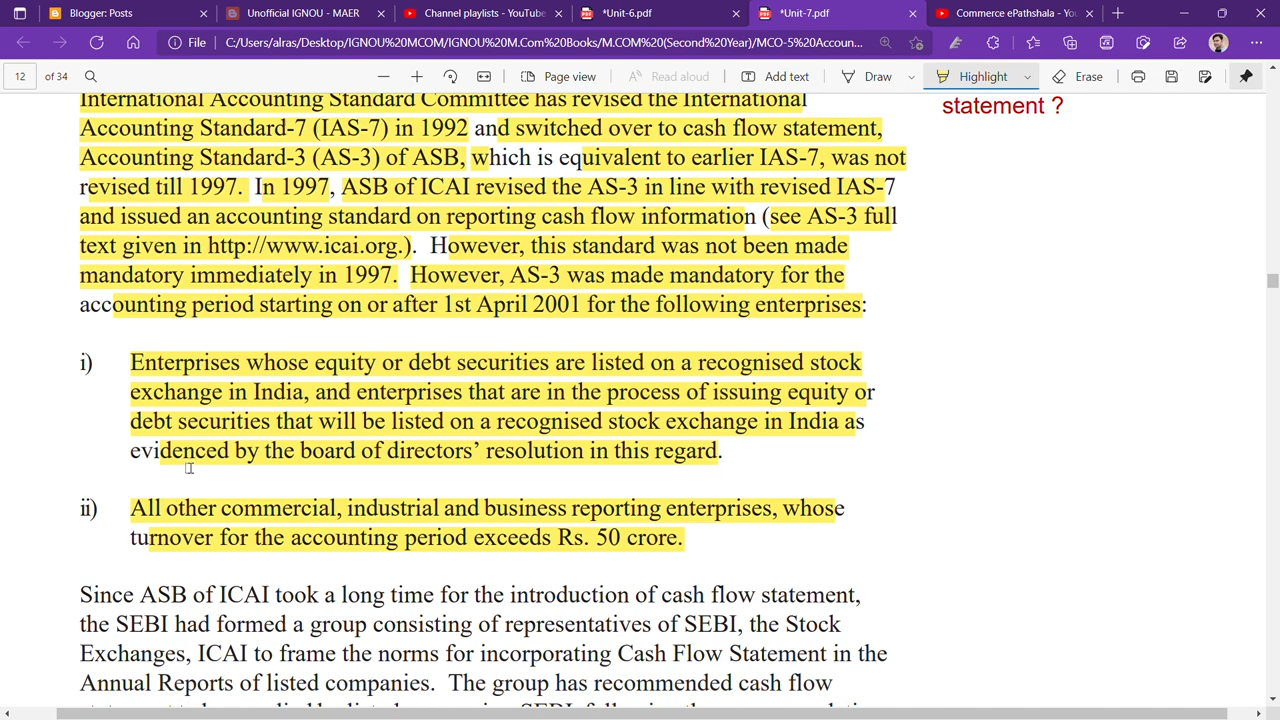 Blogger: Posts
Unofficial IGNOU - MAER
Channel playlists - YouTube
*Unit-6.pdf
*Unit-7.pdf
Commerce ePathshala - Yo
File
C:/Users/alras/Desktop/IGNOU%20MCOM/IGNOU%20M.Com%20Books/M.COM%20(Second%20Year)/MCO-5%20Accoun...
12 of 34
Page view
Read aloud
Add text
Draw
Highlight
Erase
statement ?
International Accounting Standard Committee has revised the International
Accounting Standard-7 (IAS-7) in 1992 and switched over to cash flow statement,
Accounting Standard-3 (AS-3) of ASB, which is equivalent to earlier IAS-7, was not
revised till 1997. In 1997, ASB of ICAI revised the AS-3 in line with revised IAS-7
and issued an accounting standard on reporting cash flow information (see AS-3 full
text given in http://www.icai.org.). However, this standard was not been made
mandatory immediately in 1997. However, AS-3 was made mandatory for the
accounting period starting on or after 1st April 2001 for the following enterprises:
i) Enterprises whose equity or debt securities are listed on a recognised stock
exchange in India, and enterprises that are in the process of issuing equity or
debt securities that will be listed on a recognised stock exchange in India as
evidenced by the board of directors' resolution in this regard.
ii) All other commercial, industrial and business reporting enterprises, whose
turnover for the accounting period exceeds Rs. 50 crore.
Since ASB of ICAI took a long time for the introduction of cash flow statement,
the SEBI had formed a group consisting of representatives of SEBI, the Stock
Exchanges, ICAI to frame the norms for incorporating Cash Flow Statement in the
Annual Reports of listed companies. The group has recommended cash flow